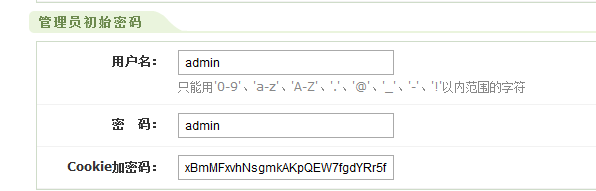 管理员初始密码
用户名： admin
只能用'0-9'、'a-z'、'A-Z'、'.'、'@'、'_'、'-'、'!'以内范围的字符
密　码： admin
Cookie加密码： xBmMFxvhNsgmkAKpQEW7fgdYRr5f